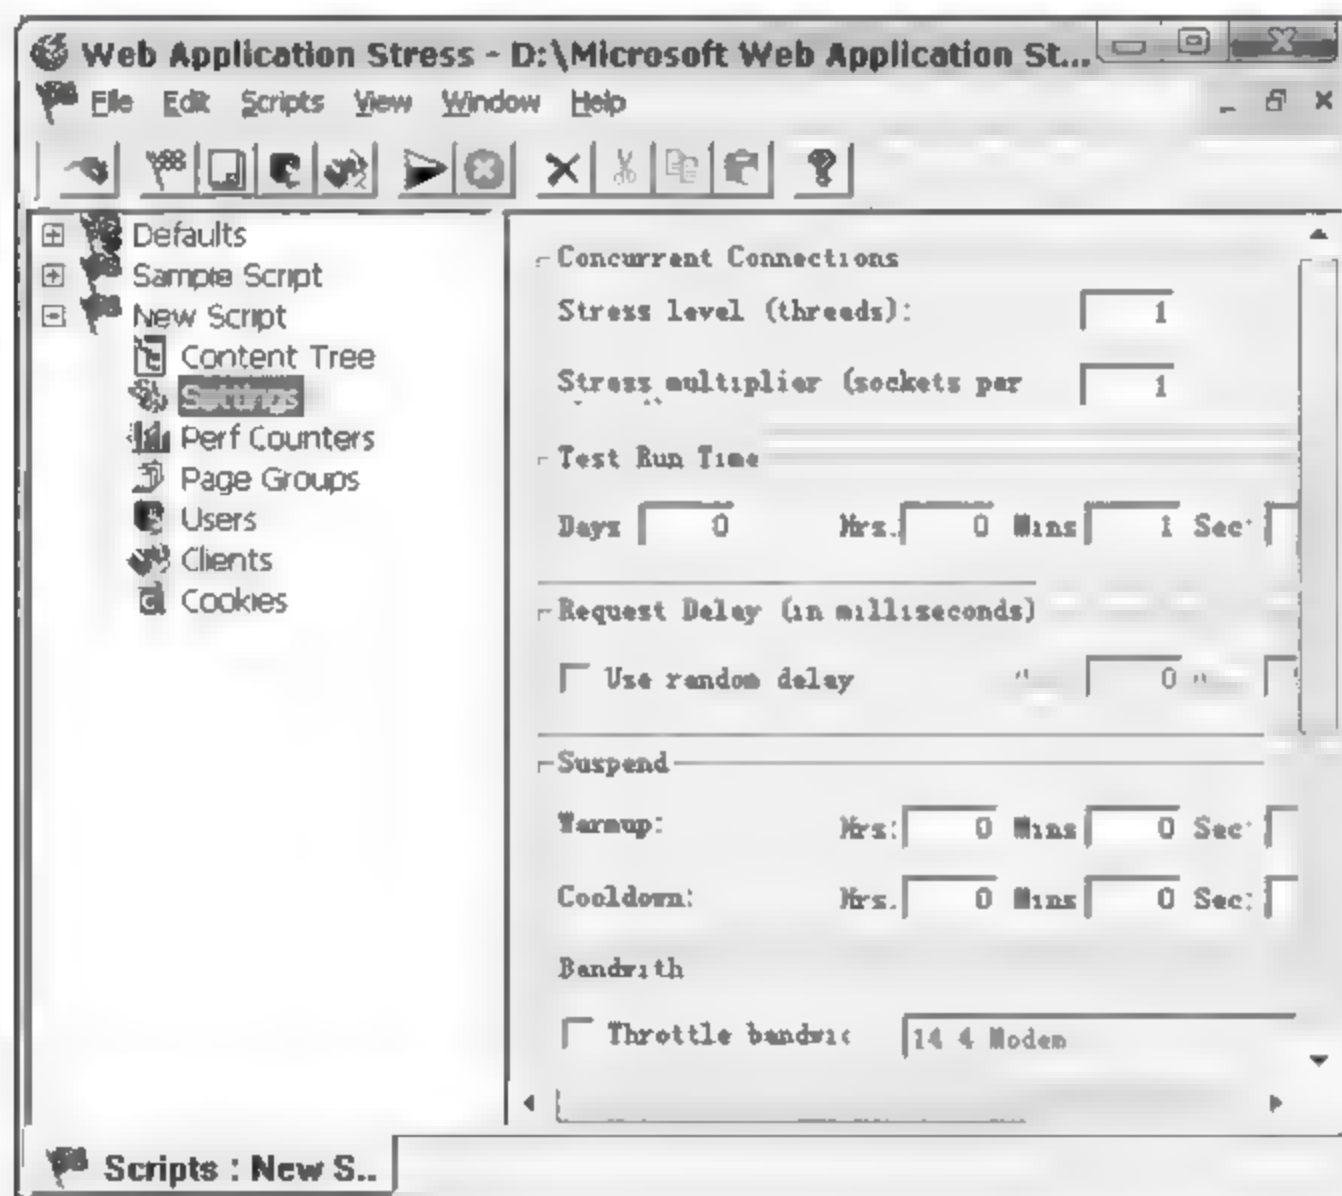 Web Application Stress - D:\Microsoft Web Application St...
File Edit Scripts View Window Help
Defaults
Sample Script
New Script
Content Tree
Settings
Perf Counters
Page Groups
Users
Clients
Cookies
Concurrent Connections
Stress level (threads): 1
Stress multiplier (sockets per 1
Test Run Time
Days 0 Hrs. 0 Mins 1 Sec:
Request Delay (in milliseconds)
Use random delay 0
Suspend
Warmup: Hrs: 0 Mins 0 Sec:
Cooldown: Hrs. 0 Mins 0 Sec:
Bandwith
Throttle 14 4 Modem
Scripts : New S..